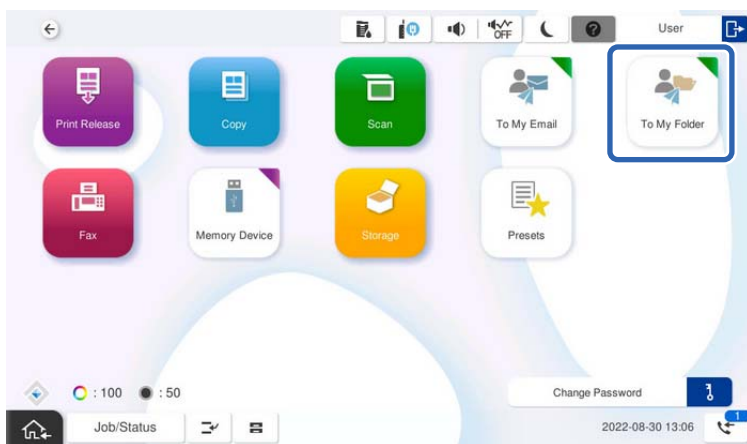 OFF
?
User
Print Release
Copy
Scan
To My Email
To My Folder
Fax
Memory Device
Storage
Presets
: 100
: 50
Change Password
Job/Status
2022-08-30 13:06
1